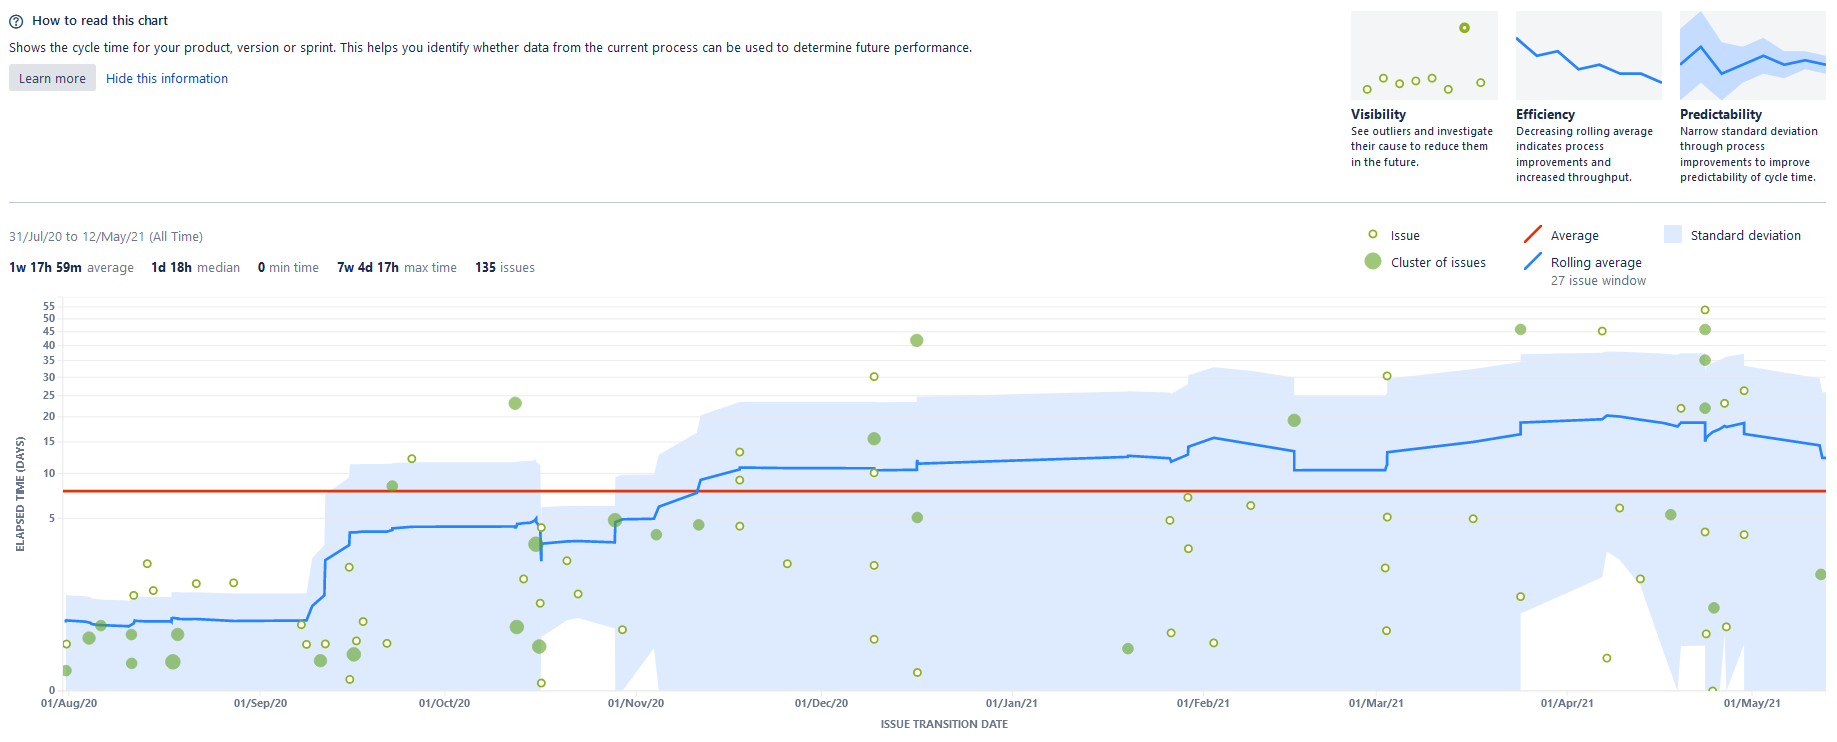 How to read this chart
Shows the cycle time for your product, version or sprint. This helps you identify whether data from the current process can be used to determine future performance.
Learn more
Hide this information
Visibility
See outliers and investigate
their cause to reduce them
in the future.
Efficiency
Decreasing rolling average
indicates process
improvements and
increased throughput.
Predictability
Narrow standard deviation
through process
improvements to improve
predictability of cycle time.
31/Jul/20 to 12/May/21 (All Time)
1w 17h 59m average 1d 18h median 0 min time 7w 4d 17h max time 135 issues
Issue
Cluster of issues
Average
Rolling average
27 issue window
Standard deviation
ELAPSED TIME (DAYS)
55
50
45
40
35
30
25
20
15
10
5
0
01/Aug/20
01/Sep/20
01/Oct/20
01/Nov/20
01/Dec/20
01/Jan/21
01/Feb/21
01/Mar/21
01/Apr/21
01/May/21
ISSUE TRANSITION DATE